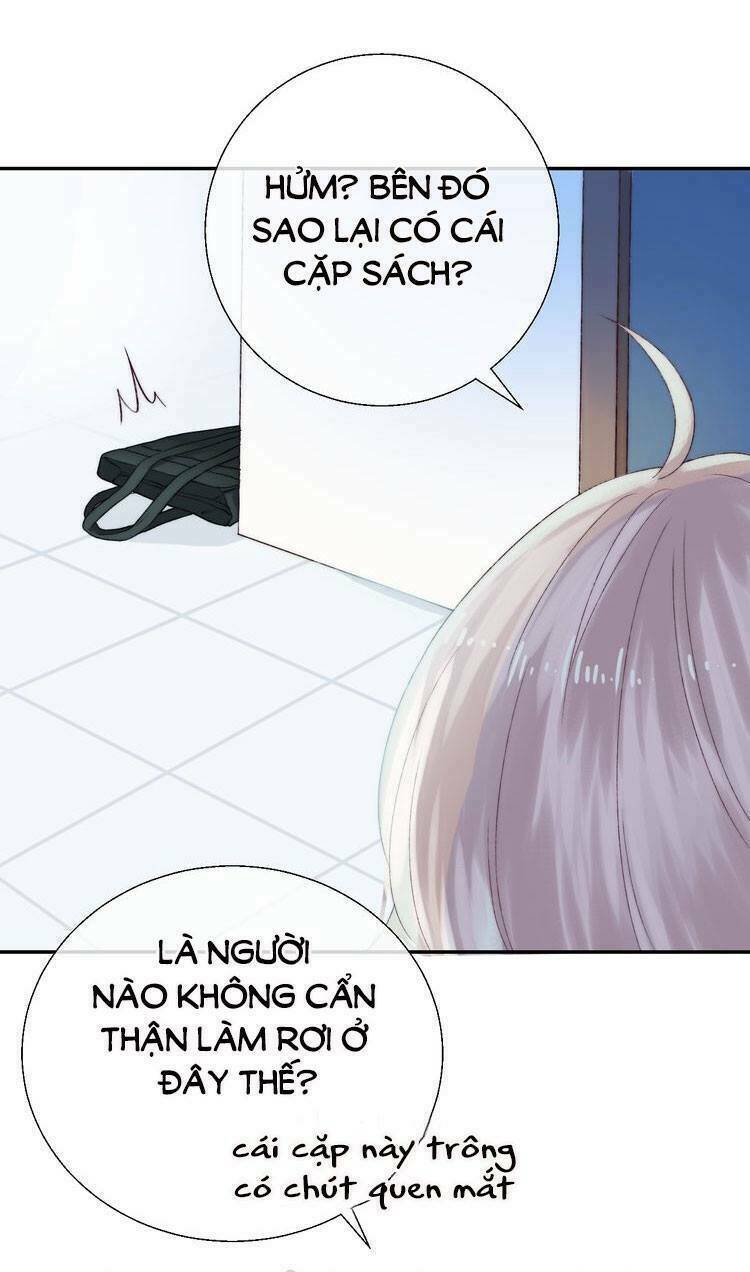 HỬM? BÊN ĐÓ
SAO LẠI CÓ CÁI
CẶP SÁCH?
LÀ NGƯỜI
NÀO KHÔNG CẨN
THẬN LÀM RƠI Ở
ĐÂY THẾ?
cái cặp này trông
có chút quen mắt